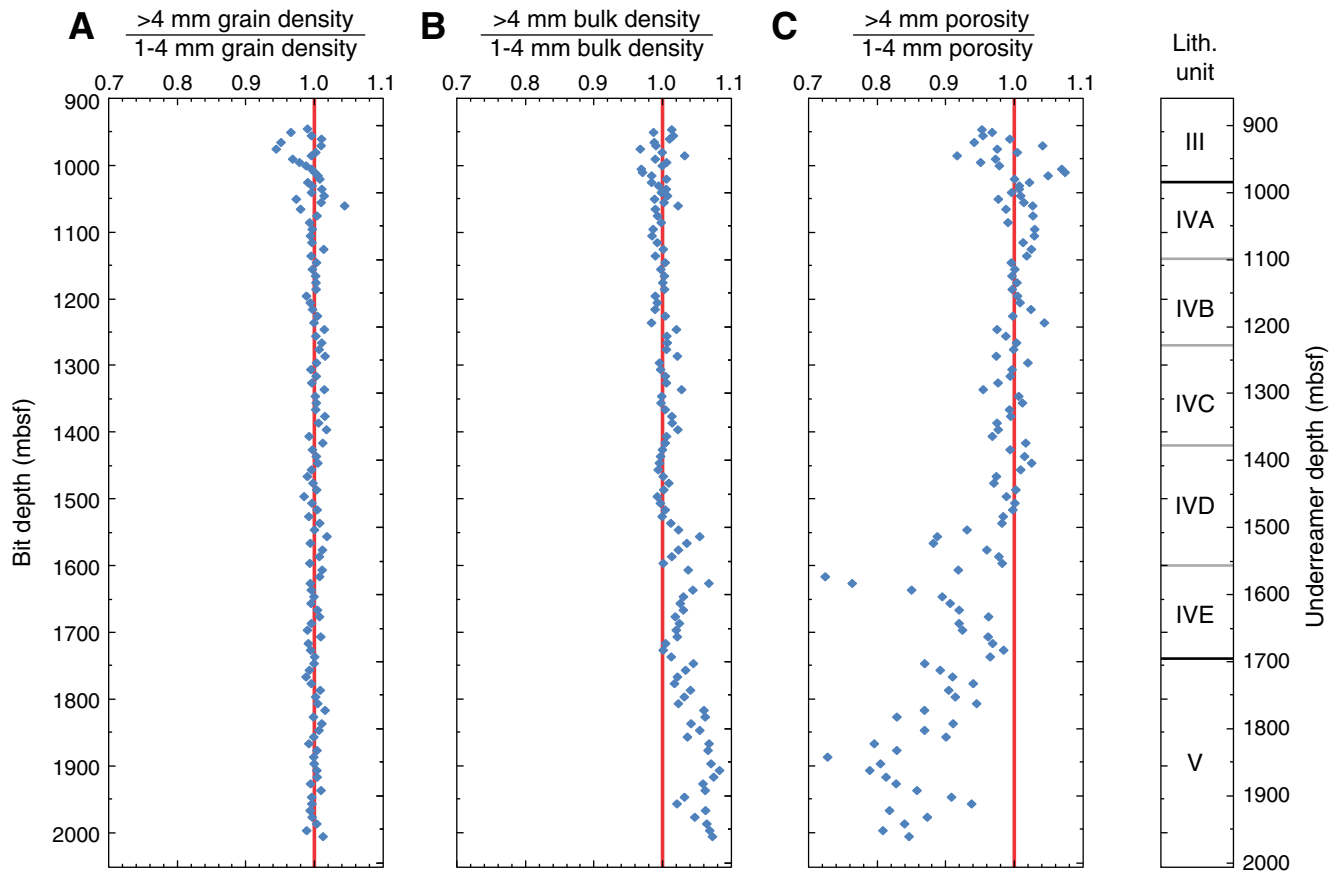 A
>4 mm grain density
1-4 mm grain density
B
>4 mm bulk density
1-4 mm bulk density
C
>4 mm porosity
1-4 mm porosity
Lith.
unit
0.7 0.8 0.9 1.0 1.1
0.7 0.8 0.9 1.0 1.1
0.7 0.8 0.9 1.0 1.1
Bit depth (mbsf)
900
1000
1100
1200
1300
1400
1500
1600
1700
1800
1900
2000
III
IVA
IVB
IVC
IVD
IVE
V
900
1000
1100
1200
1300
1400
1500
1600
1700
1800
1900
2000
Underreamer depth (mbsf)